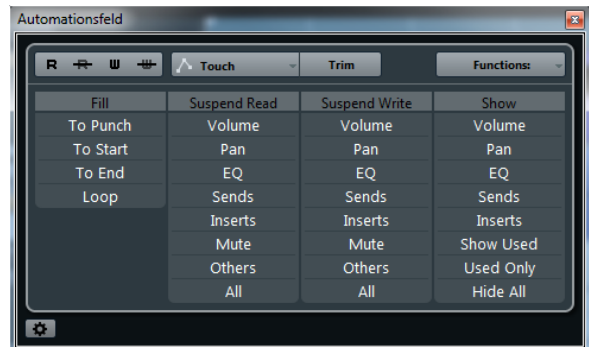 Automationsfeld
R R W W Touch Trim Functions:
Fill Suspend Read Suspend Write Show
To Punch Volume Volume Volume
To Start Pan Pan Pan
To End EQ EQ EQ
Loop Sends Sends Sends
Inserts Inserts Inserts
Mute Mute Show Used
Others Others Used Only
All All Hide All